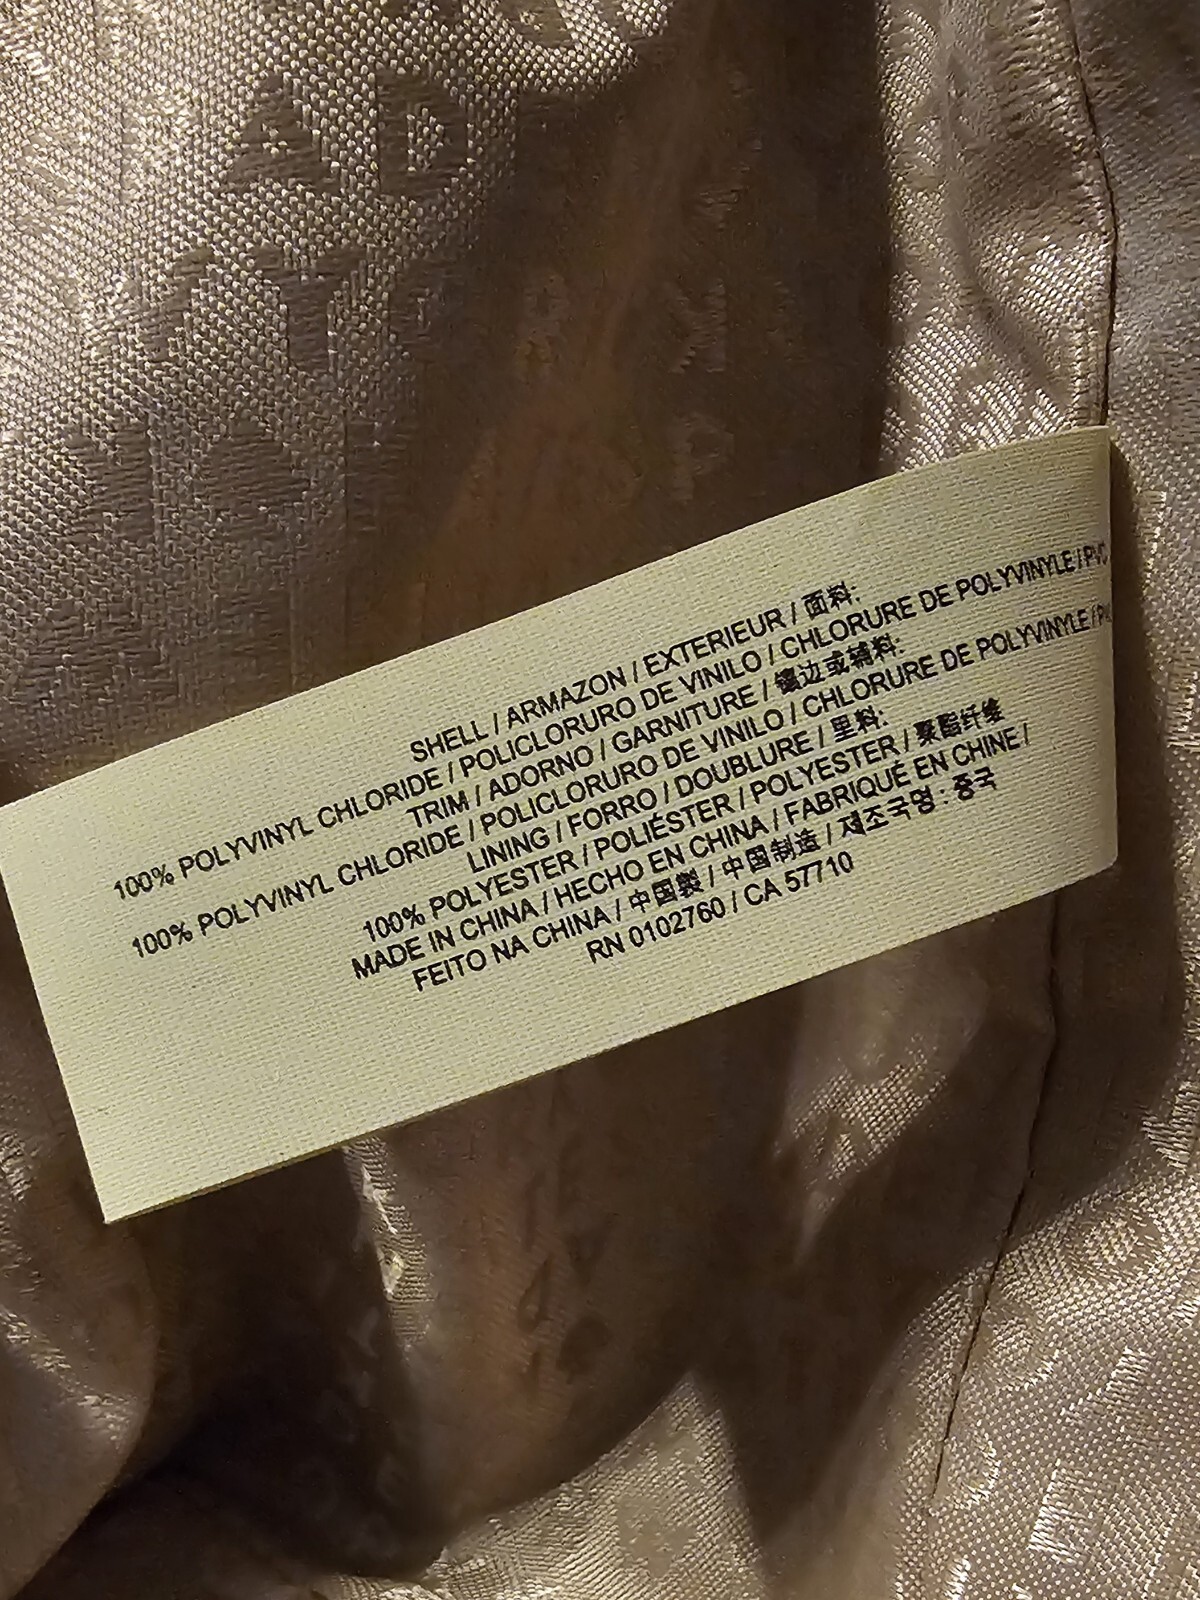 SHELL / ARMAZON / EXTERIEUR / 面料:
100% POLYVINYL CHLORIDE / POLICLORURO DE VINILO / CHLORURE DE POLYVINYLE / PVC
TRIM / ADORNO / GARNITURE / 镶边或辅料:
100% POLYVINYL CHLORIDE / POLICLORURO DE VINILO / CHLORURE DE POLYVINYLE /
LINING / FORRO / DOUBLURE / 里料:
100% POLYESTER / POLIÉSTER / POLYESTER / 聚酯纤维
MADE IN CHINA / HECHO EN CHINA / FABRIQUÉ EN CHINE /
FEITO NA CHINA / 中国製 / 中国制造 / 제조국명 : 중국
RN 0102760 / CA 57710